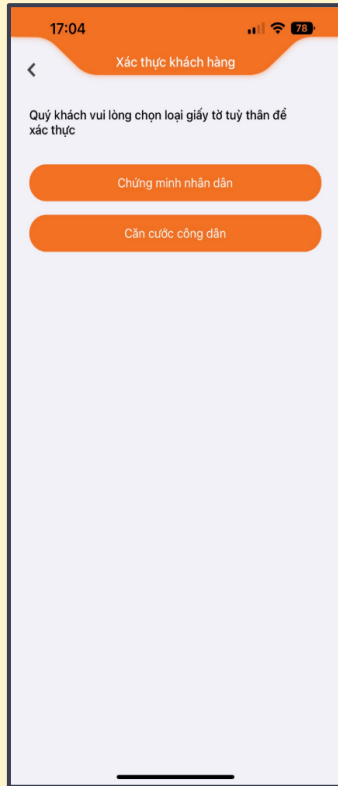 17:04
78
Xác thực khách hàng
Quý khách vui lòng chọn loại giấy tờ tuỳ thân để
xác thực
Chứng minh nhân dân
Căn cước công dân